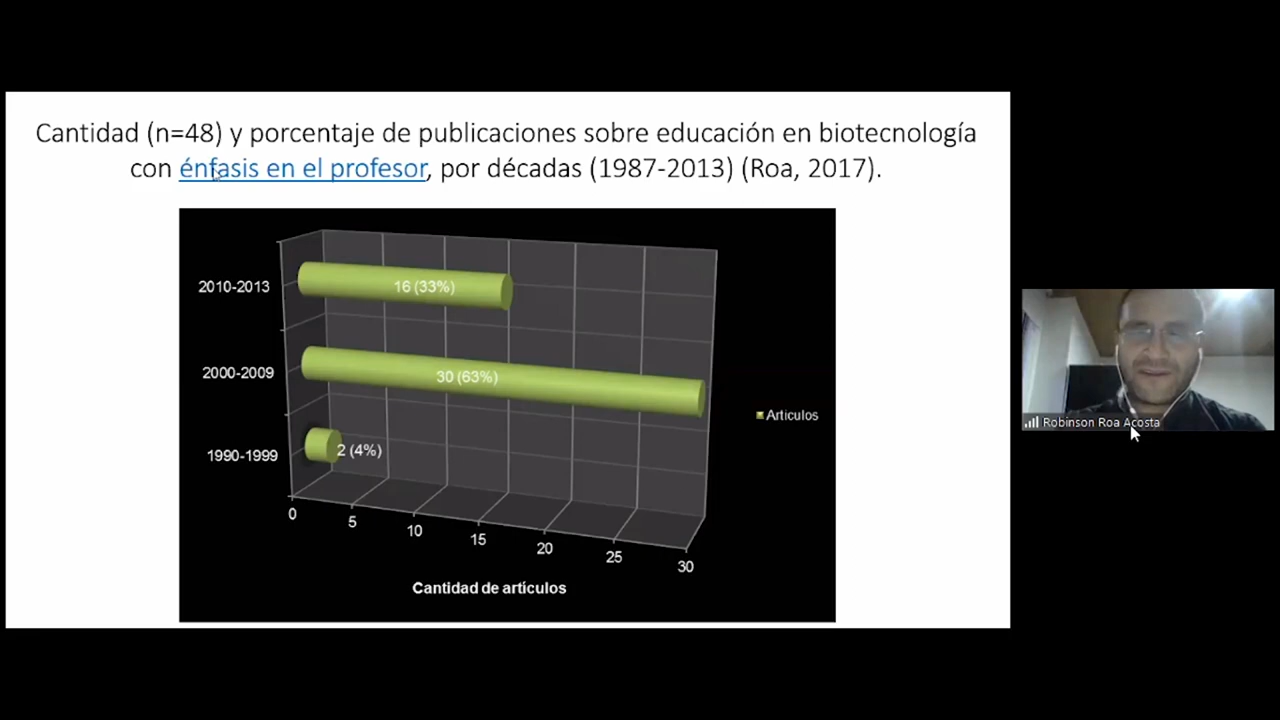 Cantidad (n=48) y porcentaje de publicaciones sobre educación en biotecnología
con énfasis en el profesor, por décadas (1987-2013) (Roa, 2017).
2010-2013
16 (33%)
2000-2009
30 (63%)
1990-1999
2 (4%)
0
5
10
15
20
25
30
Cantidad de artículos
Articulos
Robinson Roa Acosta